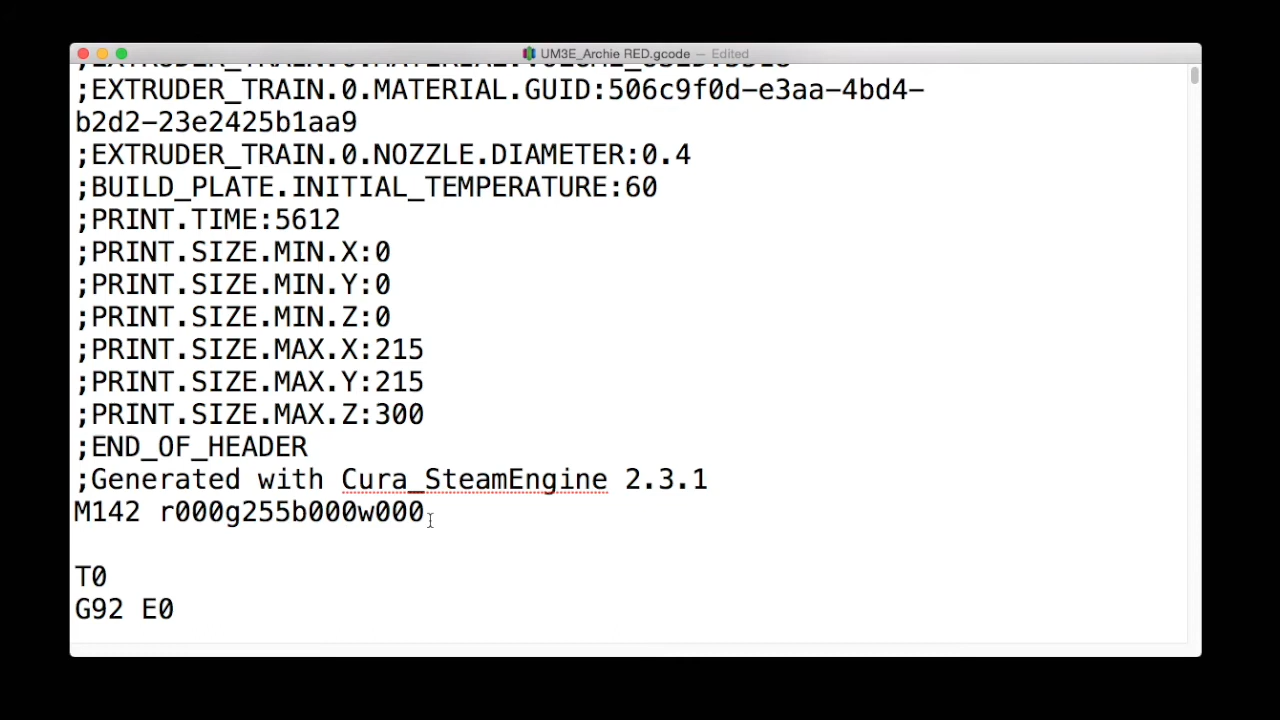 UM3E_Archie RED.gcode — Edited
;EXTRUDER_TRAIN.0.MATERIAL.GUID:506c9f0d-e3aa-4bd4-
b2d2-23e2425b1aa9
;EXTRUDER_TRAIN.0.NOZZLE.DIAMETER:0.4
;BUILD_PLATE.INITIAL_TEMPERATURE:60
;PRINT.TIME:5612
;PRINT.SIZE.MIN.X:0
;PRINT.SIZE.MIN.Y:0
;PRINT.SIZE.MIN.Z:0
;PRINT.SIZE.MAX.X:215
;PRINT.SIZE.MAX.Y:215
;PRINT.SIZE.MAX.Z:300
;END_OF_HEADER
;Generated with Cura_SteamEngine 2.3.1
M142 r000g255b000w000
T0
G92 E0